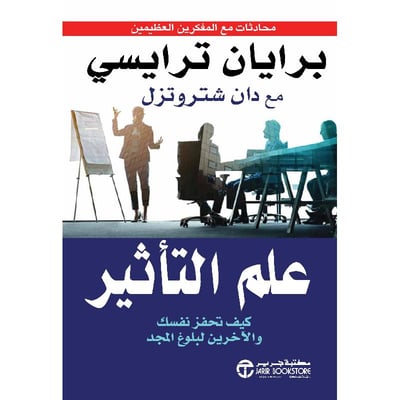 محادثات مع المفكرين العظيمين
برايان ترايسي
مع دان شتروتزل
علم التأثير
كيف تحفز نفسك
والآخرين لبلوغ المجد
مكتبة جرير
JARIR BOOKSTORE